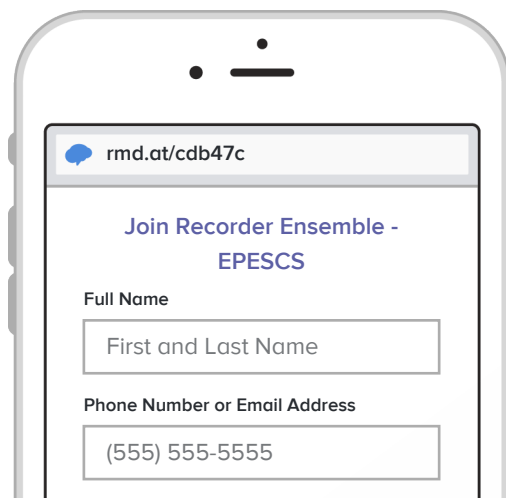 rmd.at/cdb47c
Join Recorder Ensemble -
EPESCS
Full Name
First and Last Name
Phone Number or Email Address
(555) 555-5555